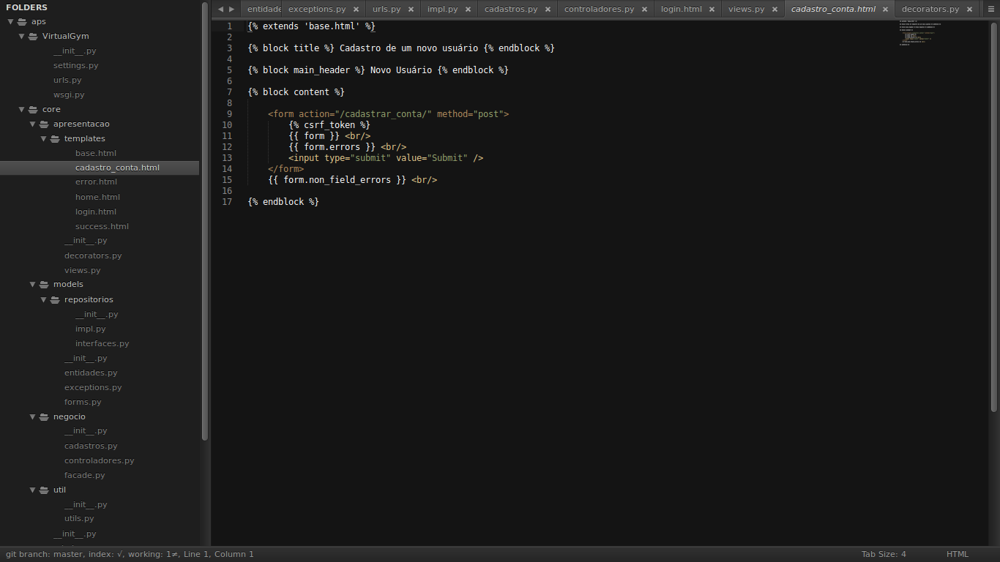 FOLDERS
aps
VirtualGym
__init__.py
settings.py
urls.py
wsgi.py
core
apresentacao
templates
base.html
cadastro_conta.html
error.html
home.html
login.html
success.html
__init__.py
decorators.py
views.py
models
repositorios
__init__.py
impl.py
interfaces.py
__init__.py
entidades.py
exceptions.py
forms.py
negocio
__init__.py
cadastros.py
controladores.py
facade.py
util
__init__.py
utils.py
__init__.py
entidade exceptions.py urls.py impl.py cadastros.py controladores.py login.html views.py cadastro_conta.html decorators.py
1 {% extends 'base.html' %}
2
3 {% block title %} Cadastro de um novo usuário {% endblock %}
4
5 {% block main_header %} Novo Usuário {% endblock %}
6
7 {% block content %}
8
9 <form action="/cadastrar_conta/" method="post">
10 {% csrf_token %}
11 {{ form }} <br/>
12 {{ form.errors }} <br/>
13 <input type="submit" value="Submit" />
14 </form>
15 {{ form.non_field_errors }} <br/>
16
17 {% endblock %}
git branch: master, index: √, working: 1≠, Line 1, Column 1
Tab Size: 4 HTML